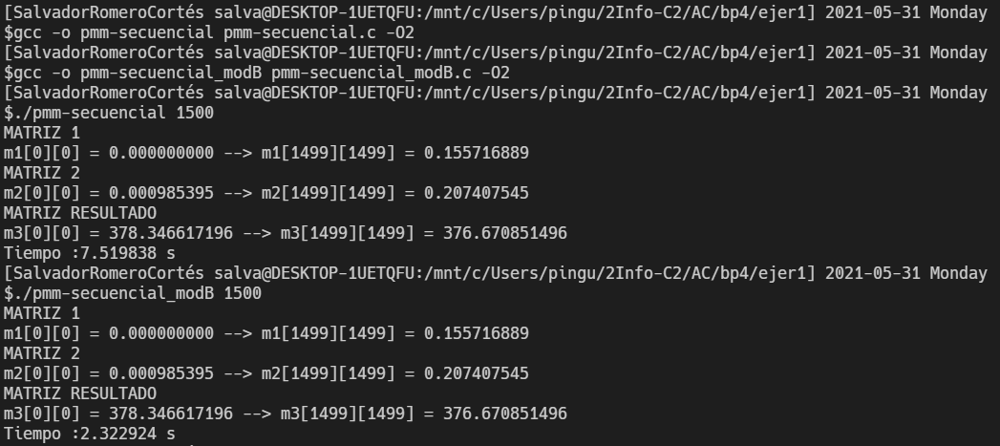 [SalvadorRomeroCortés salva@DESKTOP-1UETQFU:/mnt/c/Users/pingu/2Info-C2/AC/bp4/ejer1] 2021-05-31 Monday
$gcc -o pmm-secuencial pmm-secuencial.c -O2
[SalvadorRomeroCortés salva@DESKTOP-1UETQFU:/mnt/c/Users/pingu/2Info-C2/AC/bp4/ejer1] 2021-05-31 Monday
$gcc -o pmm-secuencial_modB pmm-secuencial_modB.c -O2
[SalvadorRomeroCortés salva@DESKTOP-1UETQFU:/mnt/c/Users/pingu/2Info-C2/AC/bp4/ejer1] 2021-05-31 Monday
$./pmm-secuencial 1500
MATRIZ 1
m1[0][0] = 0.000000000 --> m1[1499][1499] = 0.155716889
MATRIZ 2
m2[0][0] = 0.000985395 --> m2[1499][1499] = 0.207407545
MATRIZ RESULTADO
m3[0][0] = 378.346617196 --> m3[1499][1499] = 376.670851496
Tiempo :7.519838 s
[SalvadorRomeroCortés salva@DESKTOP-1UETQFU:/mnt/c/Users/pingu/2Info-C2/AC/bp4/ejer1] 2021-05-31 Monday
$./pmm-secuencial_modB 1500
MATRIZ 1
m1[0][0] = 0.000000000 --> m1[1499][1499] = 0.155716889
MATRIZ 2
m2[0][0] = 0.000985395 --> m2[1499][1499] = 0.207407545
MATRIZ RESULTADO
m3[0][0] = 378.346617196 --> m3[1499][1499] = 376.670851496
Tiempo :2.322924 s